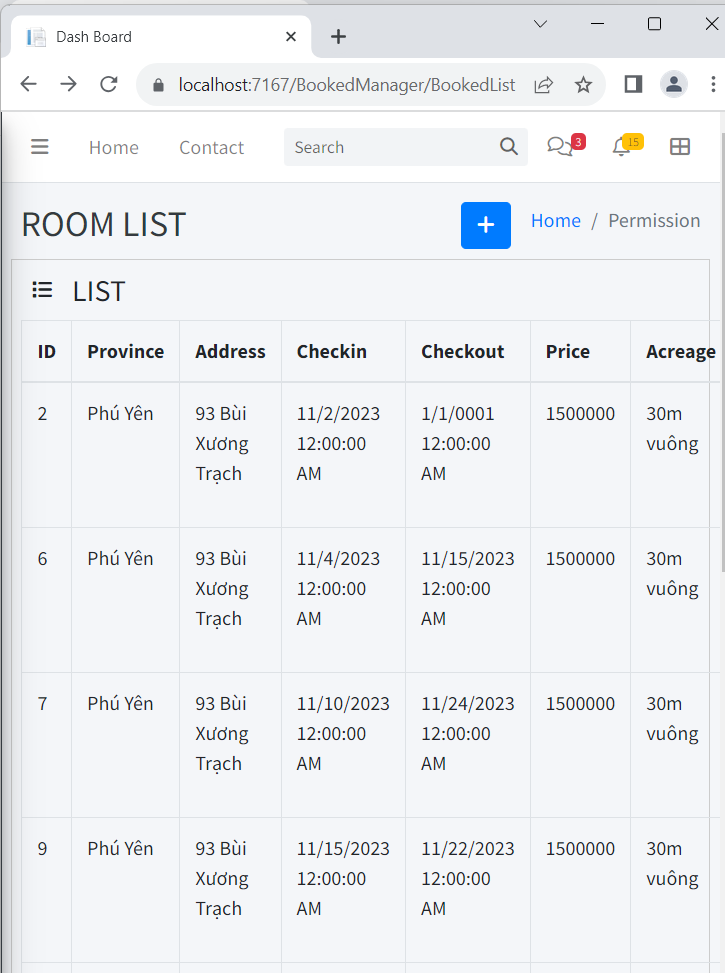 Dash Board
localhost:7167/BookedManager/BookedList
Home Contact Search 3 15
ROOM LIST + Home / Permission
LIST
ID Province Address Checkin Checkout Price Acreage
2 Phú Yên 93 Bùi 11/2/2023 1/1/0001 1500000 30m
Xương 12:00:00 12:00:00 vuông
Trạch AM AM
6 Phú Yên 93 Bùi 11/4/2023 11/15/2023 1500000 30m
Xương 12:00:00 12:00:00 vuông
Trạch AM AM
7 Phú Yên 93 Bùi 11/10/2023 11/24/2023 1500000 30m
Xương 12:00:00 12:00:00 vuông
Trạch AM AM
9 Phú Yên 93 Bùi 11/15/2023 11/22/2023 1500000 30m
Xương 12:00:00 12:00:00 vuông
Trạch AM AM